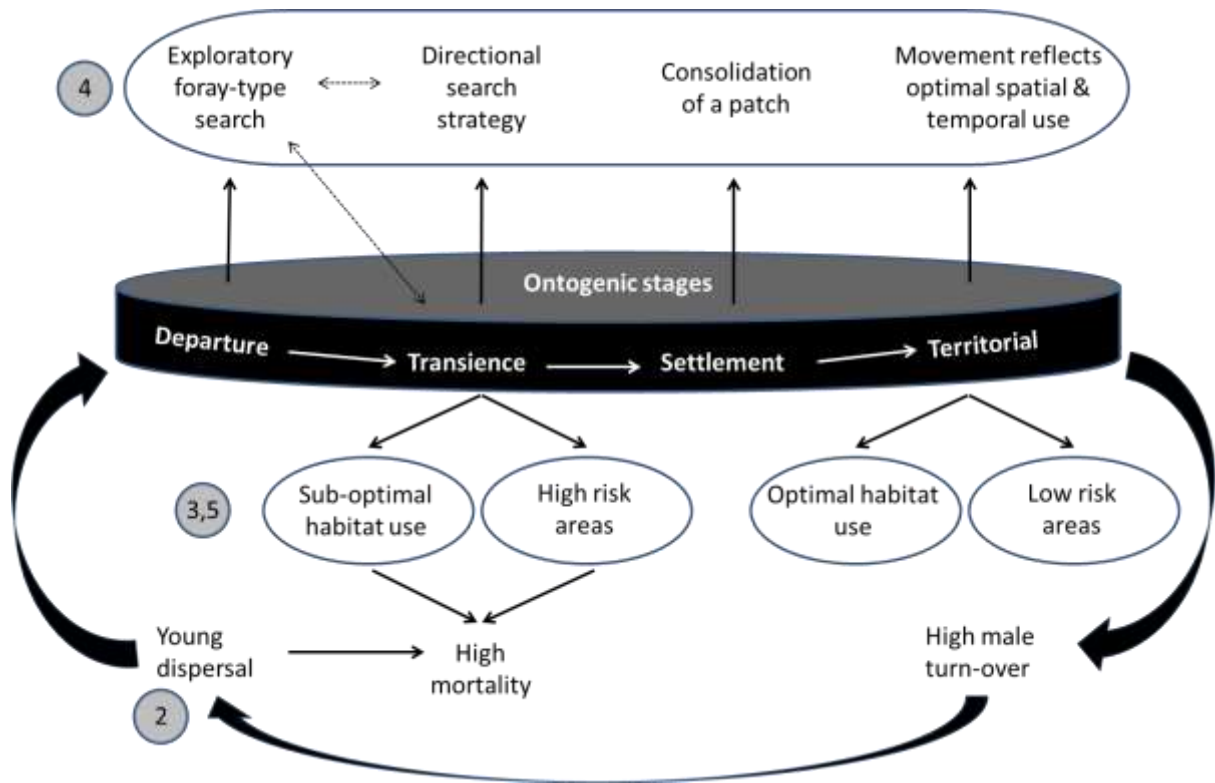 Exploratory
foray-type
search
Directional
search
strategy
Consolidation
of a patch
Movement reflects
optimal spatial &
temporal use
4
Ontogenic stages
Departure
Transience
Settlement
Territorial
3,5
Sub-optimal
habitat use
High risk
areas
Optimal habitat
use
Low risk
areas
Young
dispersal
High
mortality
High male
turn-over
2